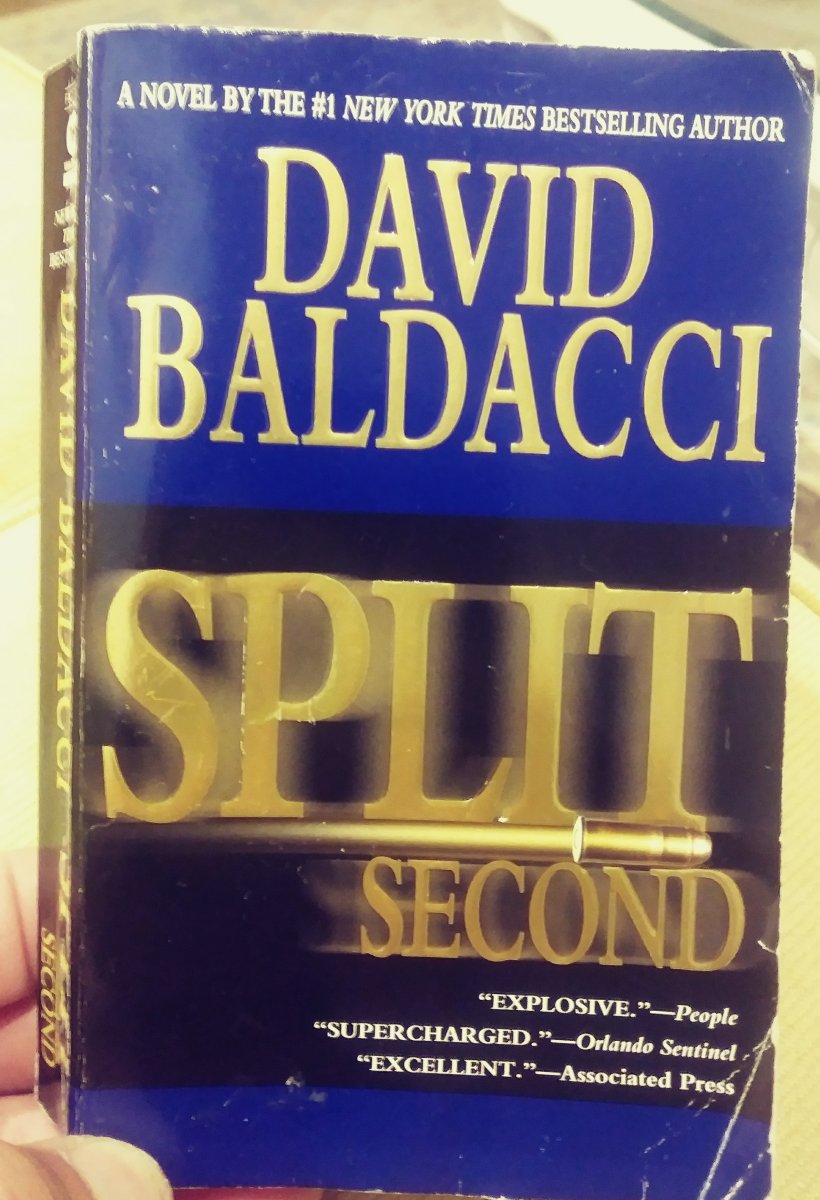 A NOVEL BY THE #1 NEW YORK TIMES BESTSELLING AUTHOR
DAVID
BALDACCI
SPLIT
SECOND
“EXPLOSIVE.”—People
“SUPERCHARGED.”—Orlando Sentinel
“EXCELLENT.”—Associated Press
DAVID BALDACCI
SPLIT
SECOND